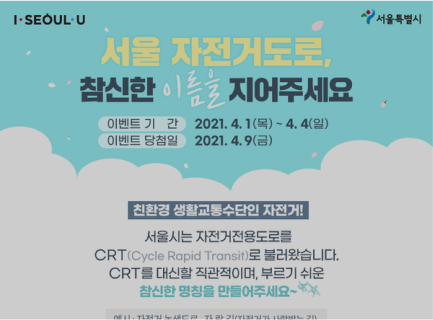 I·SEOUL·U
서울특별시
서울 자전거도로,
참신한 이름을 지어주세요
이벤트 기 간 2021. 4. 1(목) ~ 4. 4(일)
이벤트 당첨일 2021. 4. 9(금)
친환경 생활교통수단인 자전거!
서울시는 자전거전용도로를
CRT(Cycle Rapid Transit)로 불러왔습니다.
CRT를 대신할 직관적이며, 부르기 쉬운
참신한 명칭을 만들어주세요~